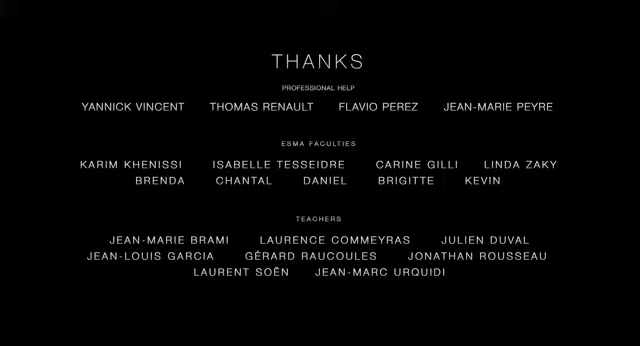 THANKS
PROFESSIONAL HELP
YANNICK VINCENT THOMAS RENAULT FLAVIO PEREZ JEAN-MARIE PEYRE
ESMA FACULTIES
KARIM KHENISSI ISABELLE TESSEIDRE CARINE GILLI LINDA ZAKY
BRENDA CHANTAL DANIEL BRIGITTE KEVIN
TEACHERS
JEAN-MARIE BRAMI LAURENCE COMMEYRAS JULIEN DUVAL
JEAN-LOUIS GARCIA GÉRARD RAUCOULES JONATHAN ROUSSEAU
LAURENT SOËN JEAN-MARC URQUIDI